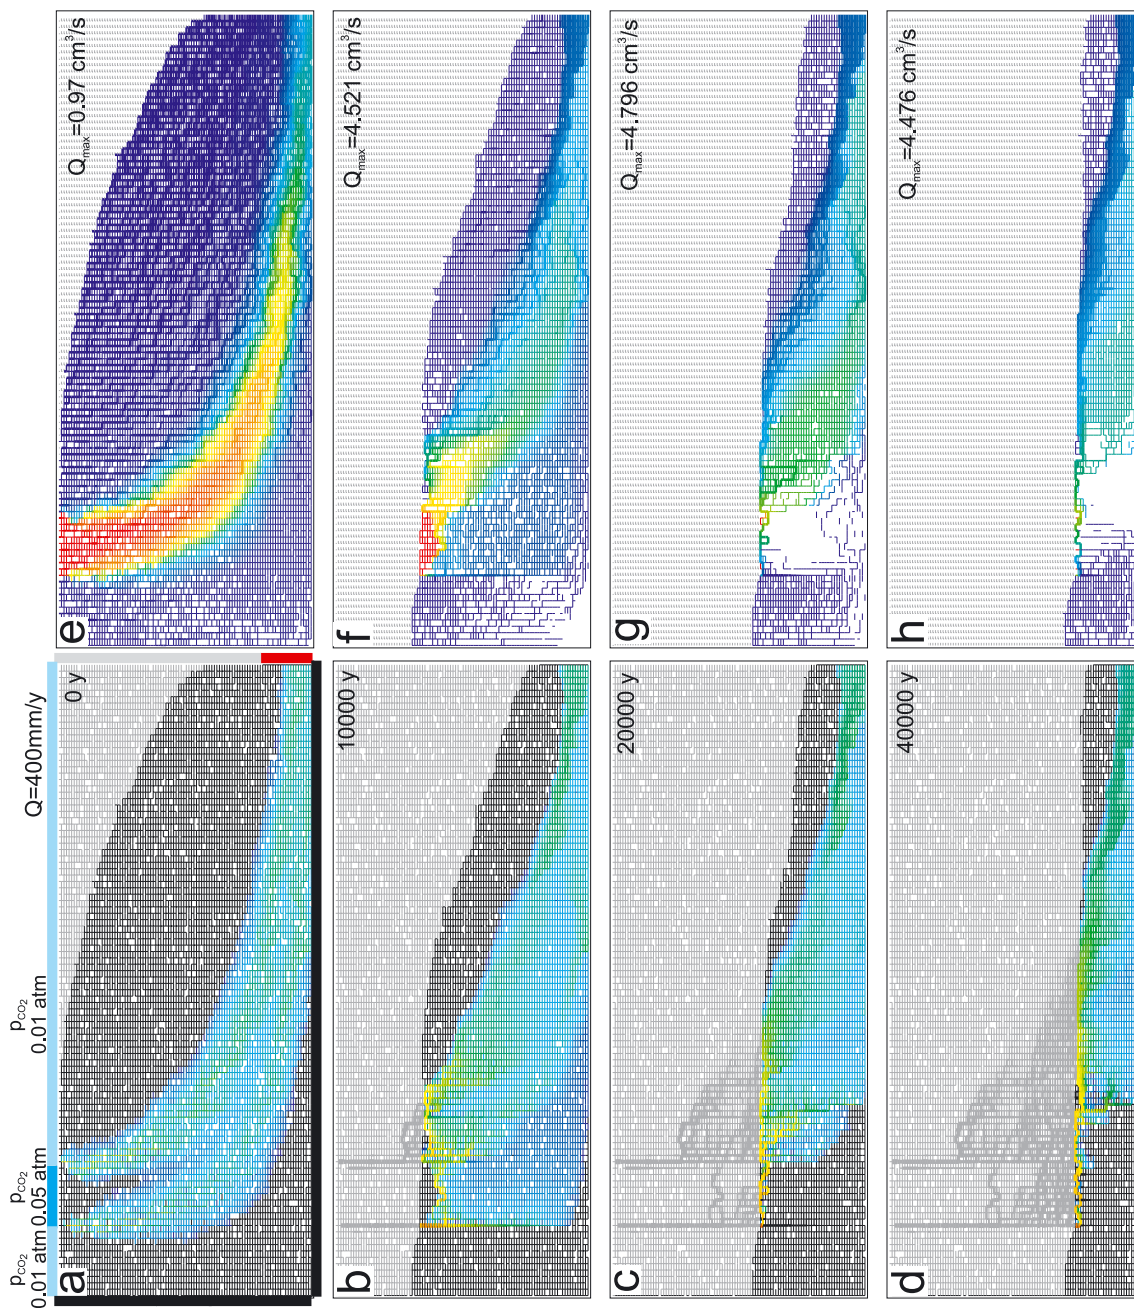 p_CO₂
0.01 atm
p_CO₂
0.05 atm
p_CO₂
0.01 atm
Q=400mm/y
a
0 y
b
10000 y
c
20000 y
d
40000 y
e
Q_max=0.97 cm³/s
f
Q_max=4.521 cm³/s
g
Q_max=4.796 cm³/s
h
Q_max=4.476 cm³/s